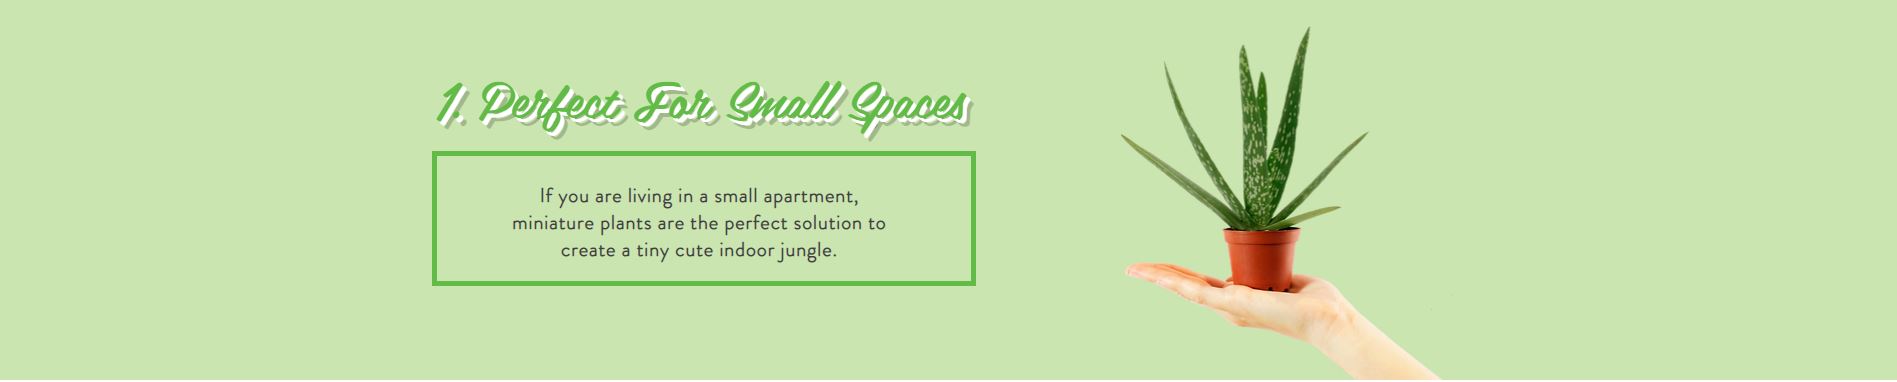 1. Perfect For Small Spaces
If you are living in a small apartment,
miniature plants are the perfect solution to
create a tiny cute indoor jungle.